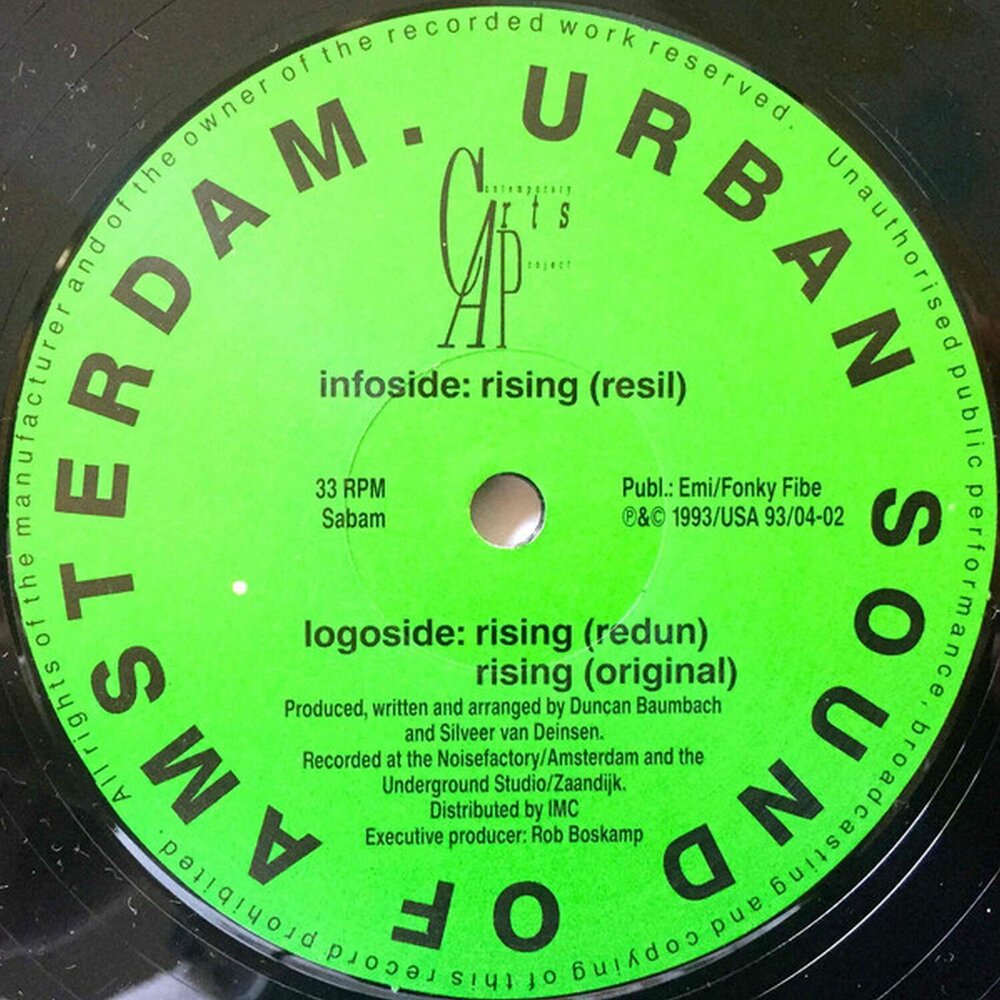 All rights of the manufacturer and of the owner of the recorded work reserved. Unauthorised public performance, broadcasting and copying of this record prohibited
URBAN SOUND OF AMSTERDAM.
Contemporary
Arts
Project
CAP
infoside: rising (resil)
33 RPM
Sabam
Publ.: Emi/Fonky Fibe
℗&© 1993/USA 93/04-02
logoside: rising (redun)
rising (original)
Produced, written and arranged by Duncan Baumbach
and Silveer van Deinsen.
Recorded at the Noisefactory/Amsterdam and the
Underground Studio/Zaandijk.
Distributed by IMC
Executive producer: Rob Boskamp